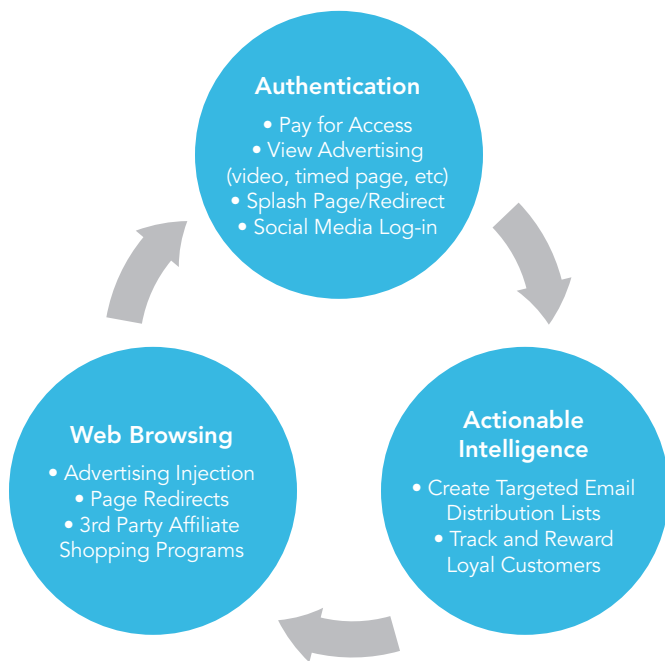 Authentication
• Pay for Access
• View Advertising
(video, timed page, etc)
• Splash Page/Redirect
• Social Media Log-in
Actionable
Intelligence
• Create Targeted Email
Distribution Lists
• Track and Reward
Loyal Customers
Web Browsing
• Advertising Injection
• Page Redirects
• 3rd Party Affiliate
Shopping Programs